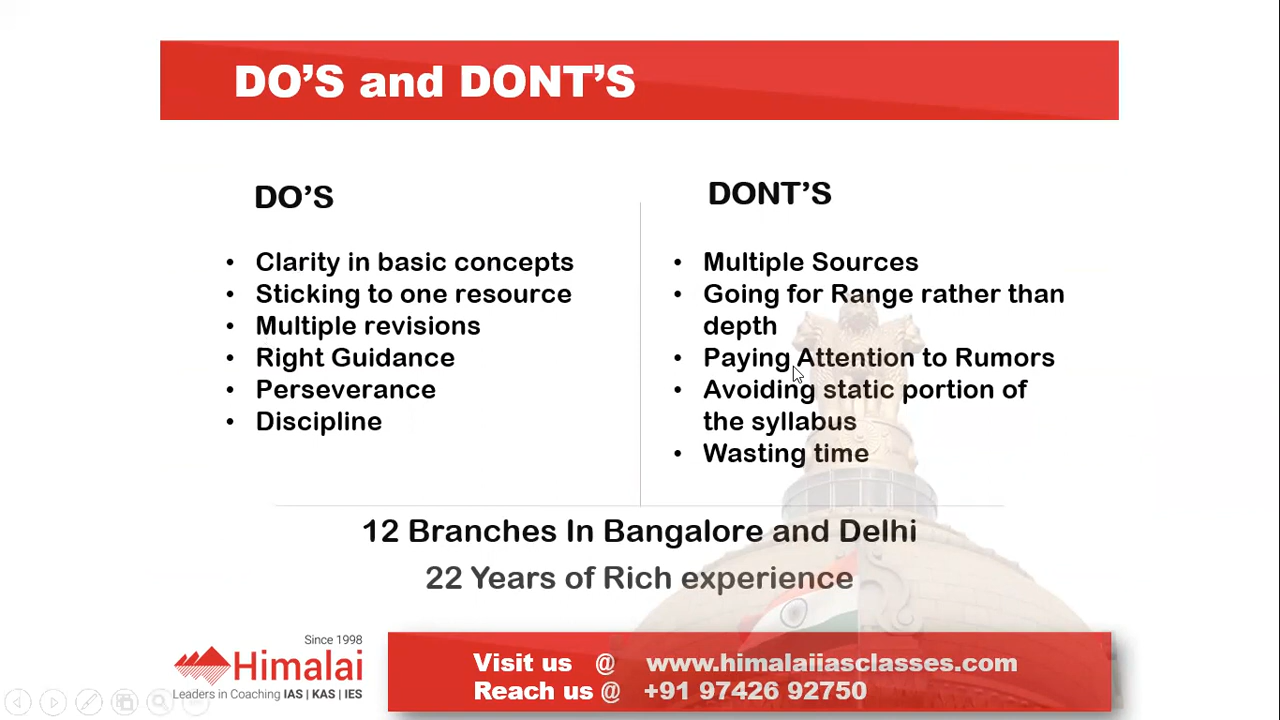 DO'S and DONT'S
DO'S
• Clarity in basic concepts
• Sticking to one resource
• Multiple revisions
• Right Guidance
• Perseverance
• Discipline
DONT'S
• Multiple Sources
• Going for Range rather than
depth
• Paying Attention to Rumors
• Avoiding static portion of
the syllabus
• Wasting time
12 Branches In Bangalore and Delhi
22 Years of Rich experience
Since 1998
Himalai
Leaders in Coaching IAS | KAS | IES
Visit us @ www.himalaiiasclasses.com
Reach us @ +91 97426 92750